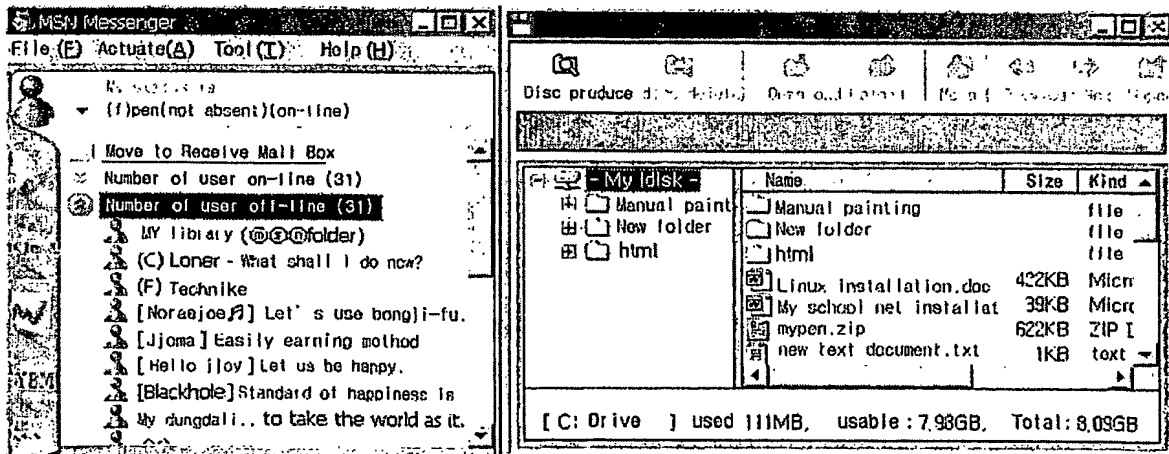 MSN Messenger
File (F) Actuate(A) Tool (T) Help (H)
(f)pen(not absent)(on-line)
Move to Receive Mail Box
Number of user on-line (31)
Number of user off-line (31)
MY library (ⓜⓢⓝfolder)
(C) Loner - What shall I do now?
(F) Technike
[Noraejoe♬] Let's use bongji-fu.
[Jjoma] Easily earning mothod
[Hello iloy] Let us be happy.
[Blackhole] Standard of happiness is
My dungdali.. to take the world as it.
Disc produce
- My Idisk -
Manual paint
New folder
html
Name Size Kind
Manual painting file
New folder file
html file
Linux installation.doc 422KB Micr
My school net installat 39KB Micr
mypen.zip 622KB ZIP
new text document.txt 1KB text
[ C: Drive ] used 111MB, usable : 7,98GB, Total: 8,09GB